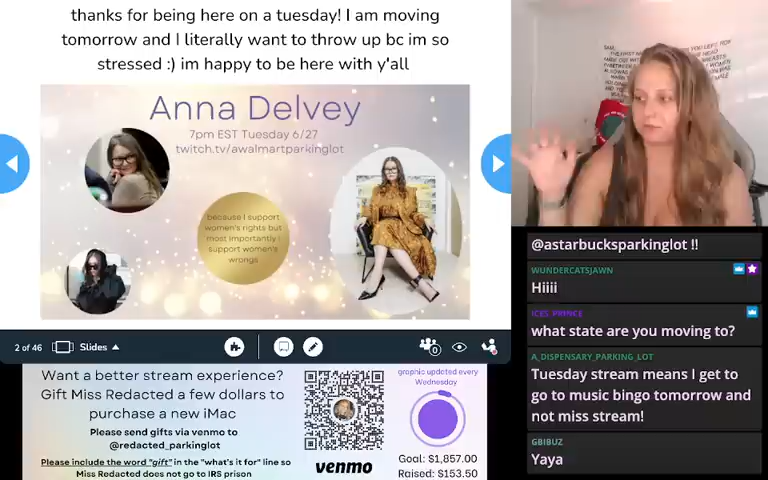 thanks for being here on a tuesday! I am moving
tomorrow and I literally want to throw up bc im so
stressed :) im happy to be here with y'all
Anna Delvey
7pm EST Tuesday 6/27
twitch.tv/awalmartparkinglot
because I support
women's rights but
most importantly i
support women's
wrongs
2 of 46
Slides
0
Want a better stream experience?
Gift Miss Redacted a few dollars to
purchase a new iMac
Please send gifts via venmo to
@redacted_parkinglot
Please include the word "gift" in the "what's it for" line so
Miss Redacted does not go to IRS prison
venmo
graphic updated every
Wednesday
Goal: $1,857.00
Raised: $153.50
@astarbucksparkinglot !!
WUNDERCATSJAWN
Hiiii
ICES_PRINCE
what state are you moving to?
A_DISPENSARY_PARKING_LOT
Tuesday stream means I get to
go to music bingo tomorrow and
not miss stream!
GBIBUZ
Yaya